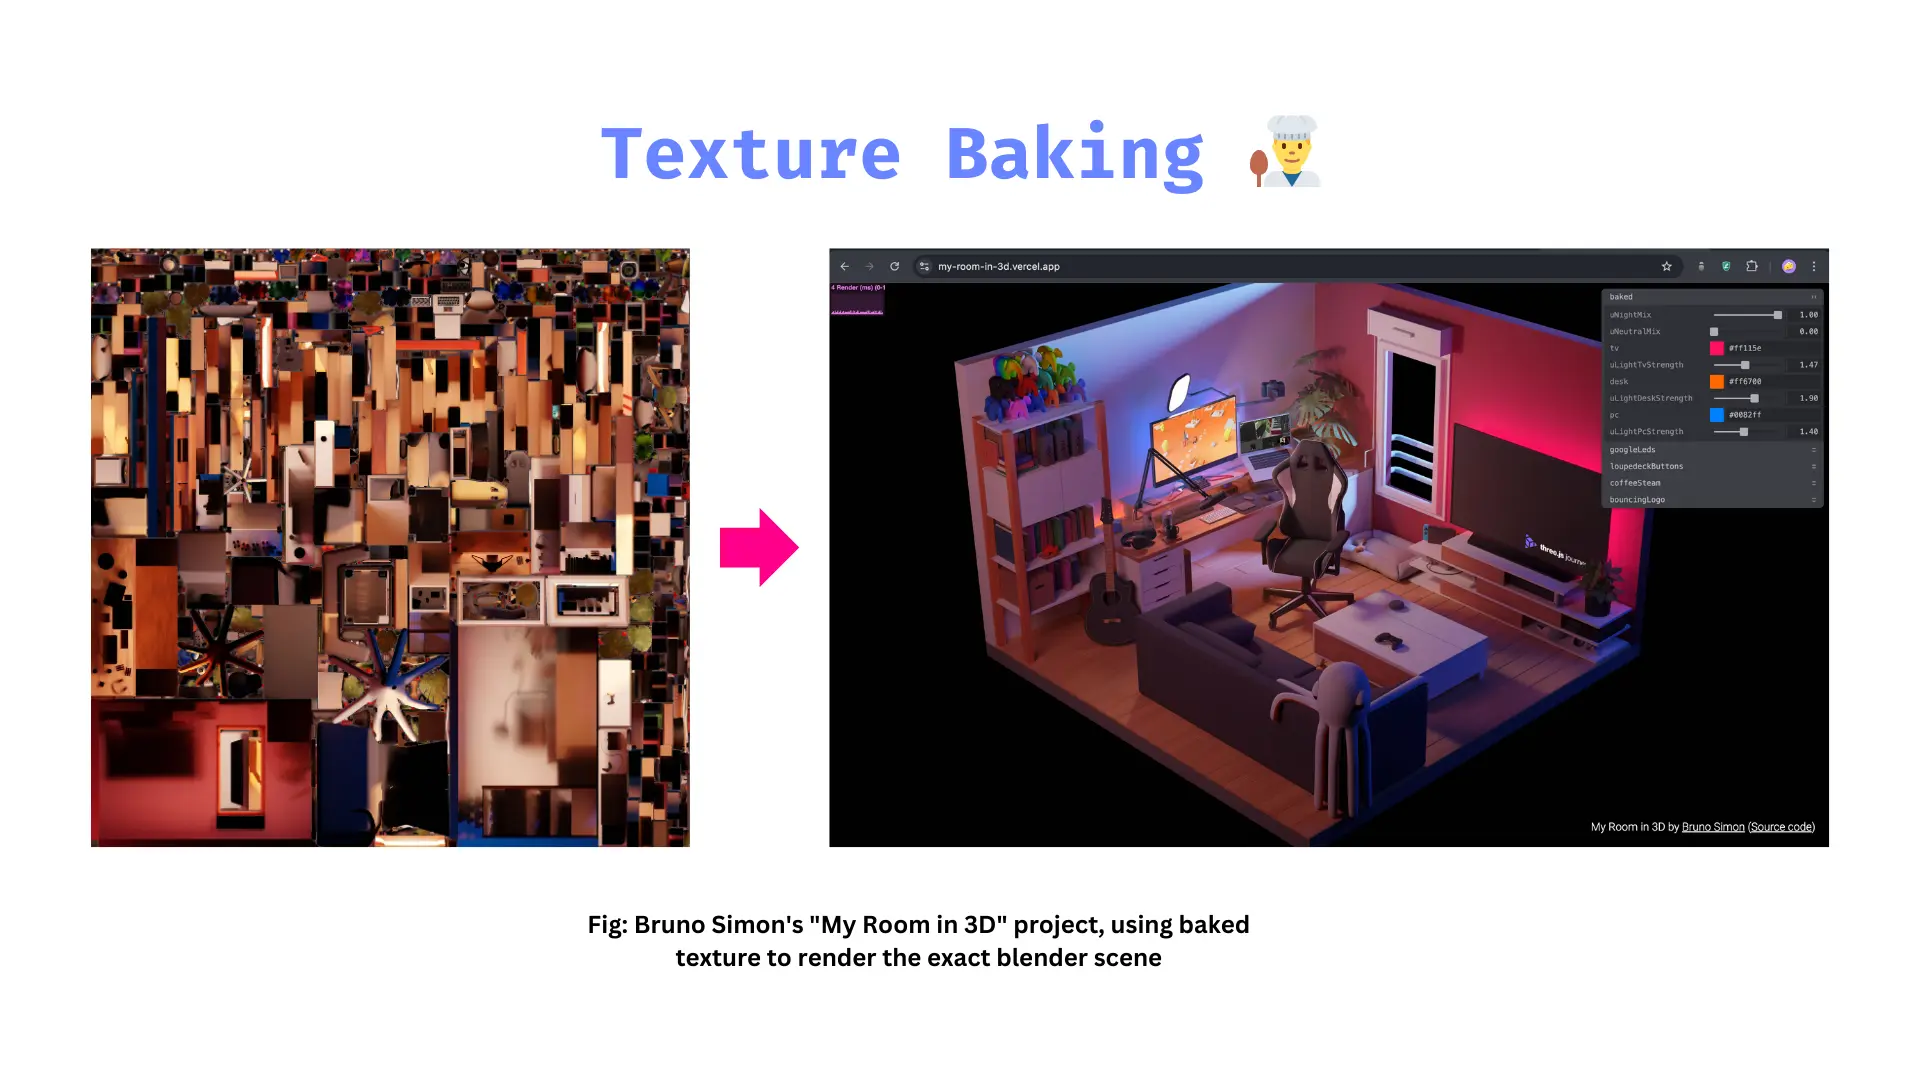 Texture Baking
my-room-in-3d.vercel.app
4 Render (ms) (0-1
baked
uNightMix 1.00
uNeutralMix 0.00
tv #ff115e
uLightTvStrength 1.47
desk #ff6700
uLightDeskStrength 1.90
pc #0082ff
uLightPcStrength 1.40
googleLeds
loupedeckButtons
coffeeSteam
bouncingLogo
three.js journe
My Room in 3D by Bruno Simon (Source code)
Fig: Bruno Simon's "My Room in 3D" project, using baked
texture to render the exact blender scene